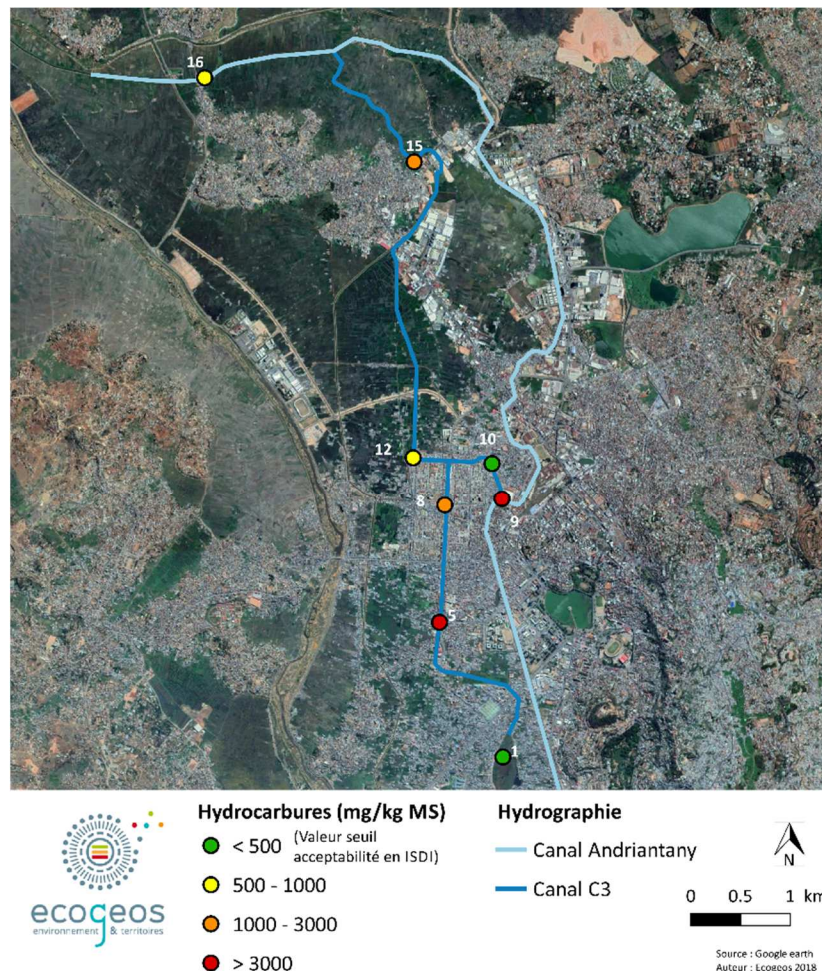 16
15
10
12
8
9
5
1
Hydrocarbures (mg/kg MS)
< 500 (Valeur seuil
acceptabilité en ISDI)
500 - 1000
1000 - 3000
> 3000
Hydrographie
Canal Andriantany
Canal C3
N
0 0.5 1 km
ecogeos
environnement & territoires
Source : Google earth
Auteur : Ecogeos 2018